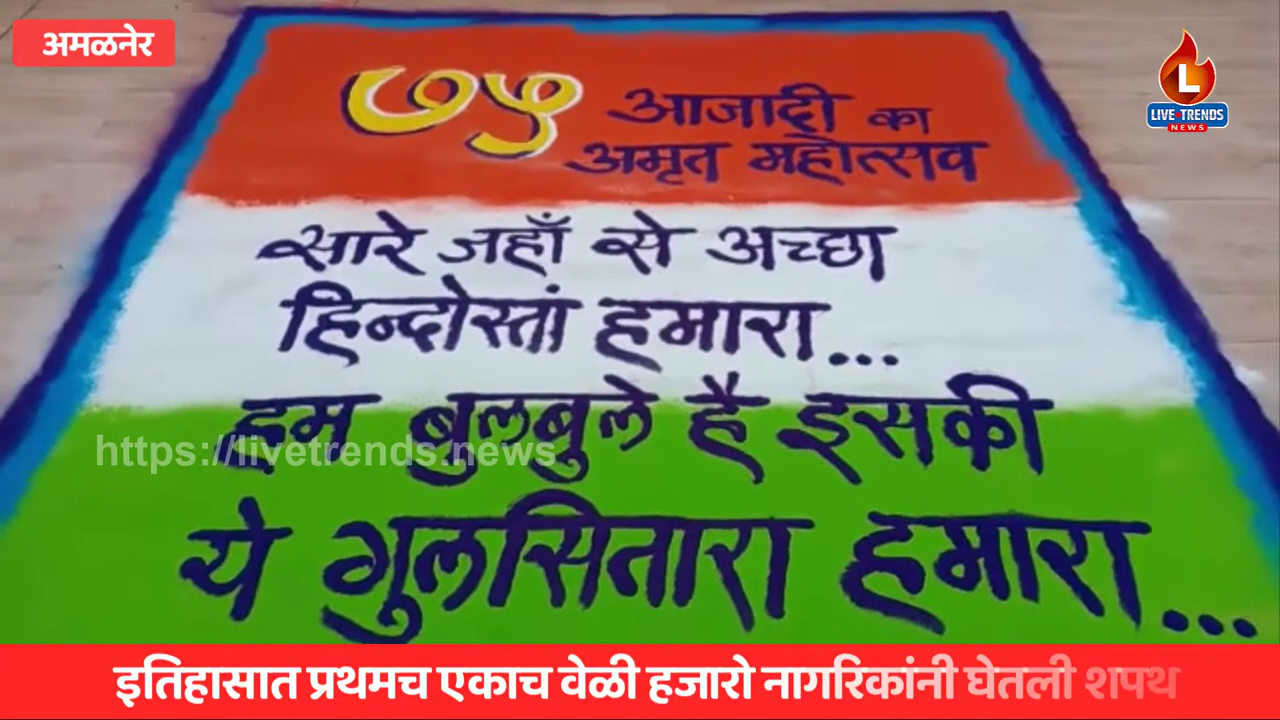 अमळनेर
L
LIVE TRENDS
NEWS
७५ आजादी का
अमृत महोत्सव
सारे जहाँ से अच्छा
हिन्दोस्तां हमारा...
हम बुलबुले है इसकी
https://livetrends.news
ये गुलसितारा हमारा...
इतिहासात प्रथमच एकाच वेळी हजारो नागरिकांनी घेतली शपथ